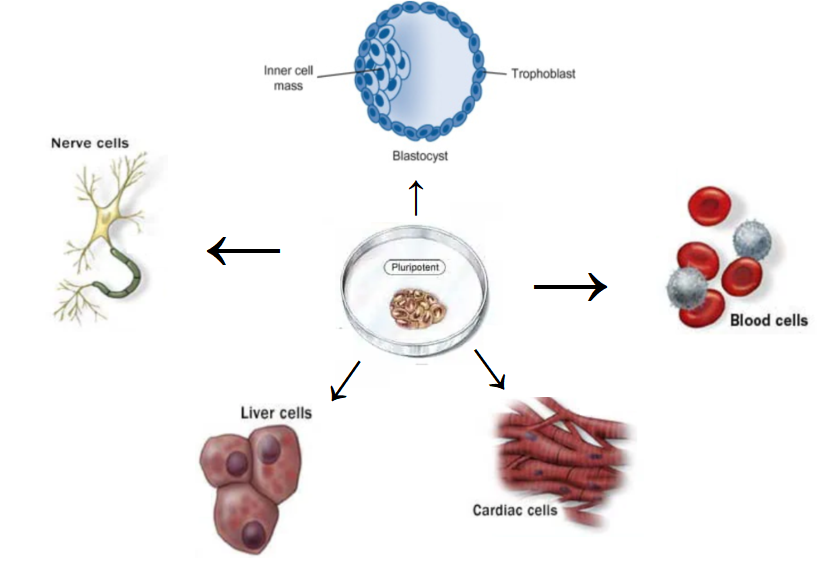 Inner cell
mass
Trophoblast
Blastocyst
Nerve cells
Pluripotent
Blood cells
Liver cells
Cardiac cells